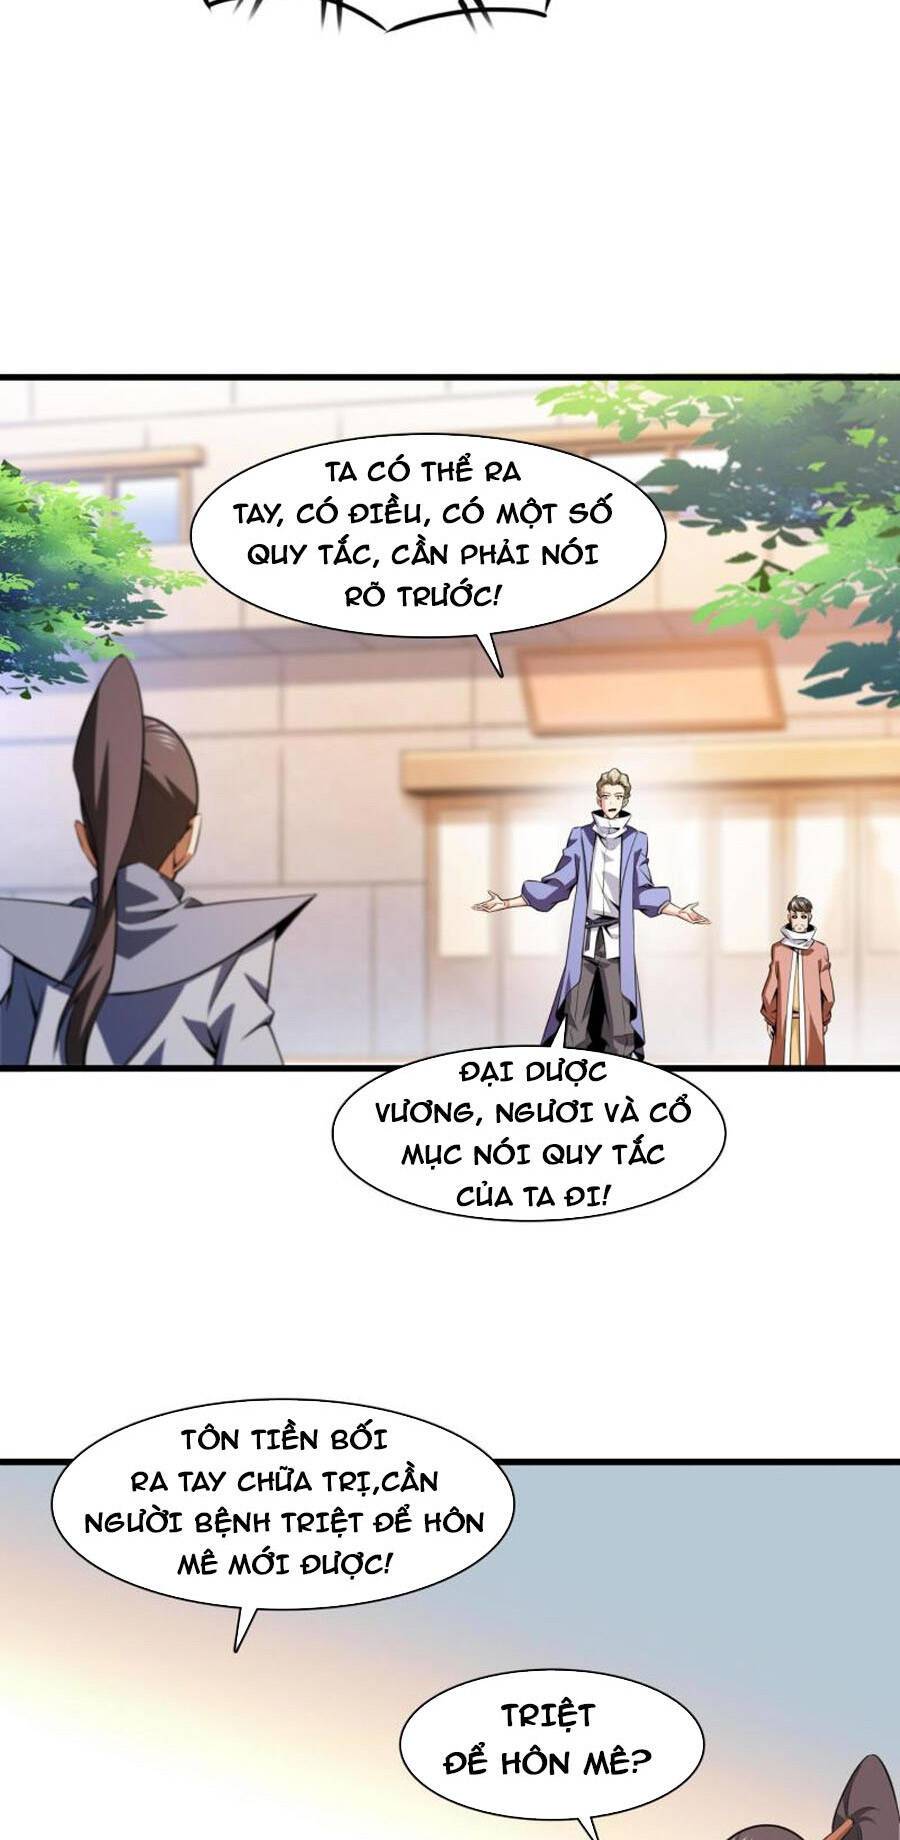 TA CÓ THỂ RA
TAY, CÓ ĐIỀU, CÓ MỘT SỐ
QUY TẮC, CẦN PHẢI NÓI
RÕ TRƯỚC!
ĐẠI DƯỢC
VƯƠNG, NGƯƠI VÀ CỔ
MỤC NÓI QUY TẮC
CỦA TA ĐI!
TÔN TIỀN BỐI
RA TAY CHỮA TRỊ,CẦN
NGƯỜI BỆNH TRIỆT ĐỂ HÔN
MÊ MỚI ĐƯỢC!
TRIỆT
ĐỂ HÔN MÊ?